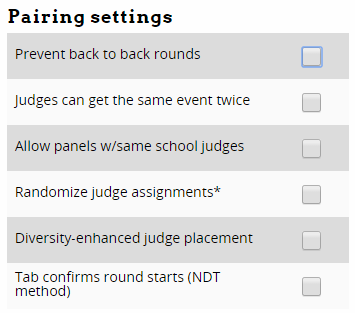 Pairing settings
Prevent back to back rounds
Judges can get the same event twice
Allow panels w/same school judges
Randomize judge assignments*
Diversity-enhanced judge placement
Tab confirms round starts (NDT
method)